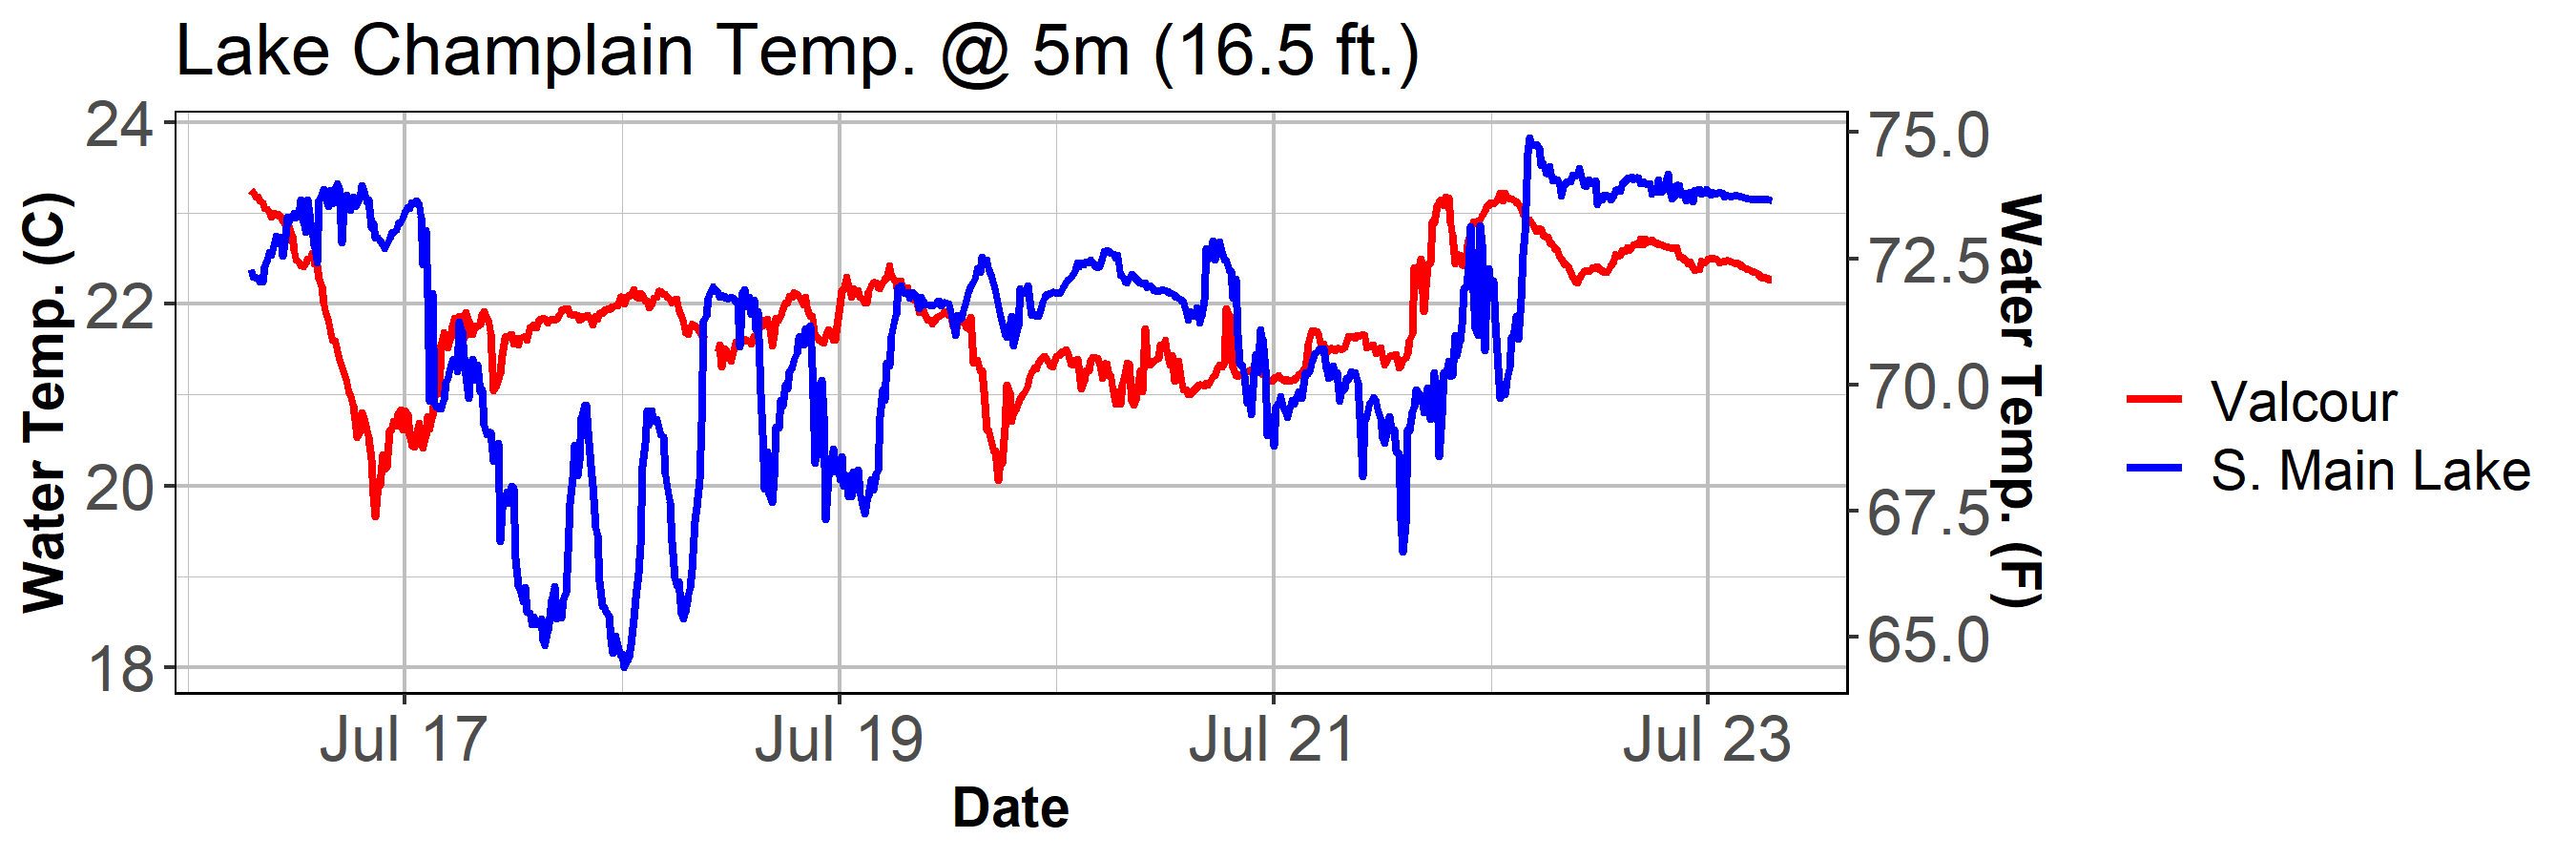 Lake Champlain Temp. @ 5m (16.5 ft.)
Water Temp. (C)
24
22
20
18
75.0
72.5
70.0
67.5
65.0
Water Temp. (F)
Jul 17
Jul 19
Jul 21
Jul 23
Date
Valcour
S. Main Lake